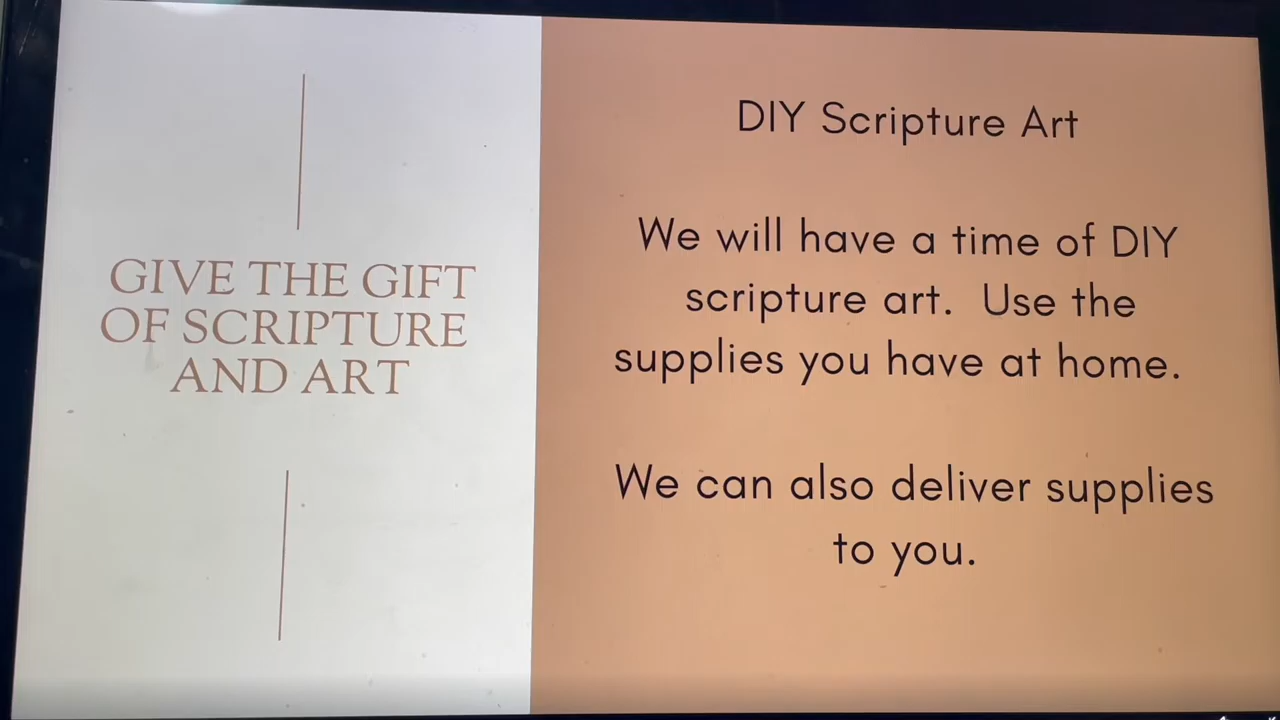 GIVE THE GIFT
OF SCRIPTURE
AND ART
DIY Scripture Art
We will have a time of DIY
scripture art. Use the
supplies you have at home.
We can also deliver supplies
to you.